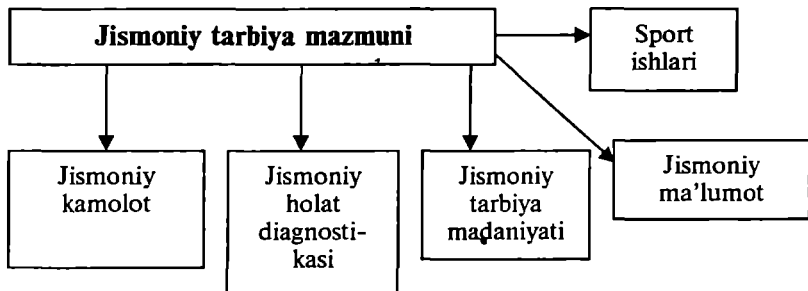 Jismoniy tarbiya mazmuni
Sport
ishlari
Jismoniy
kamolot
Jismoniy
holat
diagnosti-
kasi
Jismoniy
tarbiya
madaniyati
Jismoniy
ma'lumot